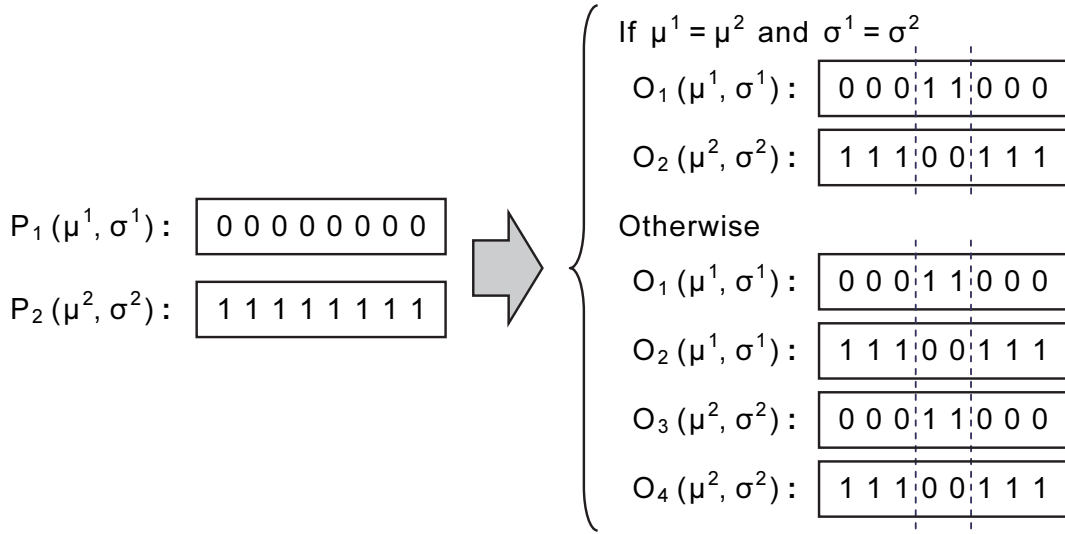 P₁ (μ¹, σ¹) : 0 0 0 0 0 0 0 0
P₂ (μ², σ²) : 1 1 1 1 1 1 1 1
If μ¹ = μ² and σ¹ = σ²
O₁ (μ¹, σ¹) : 0 0 0 1 1 0 0 0
O₂ (μ², σ²) : 1 1 1 0 0 1 1 1
Otherwise
O₁ (μ¹, σ¹) : 0 0 0 1 1 0 0 0
O₂ (μ¹, σ¹) : 1 1 1 0 0 1 1 1
O₃ (μ², σ²) : 0 0 0 1 1 0 0 0
O₄ (μ², σ²) : 1 1 1 0 0 1 1 1